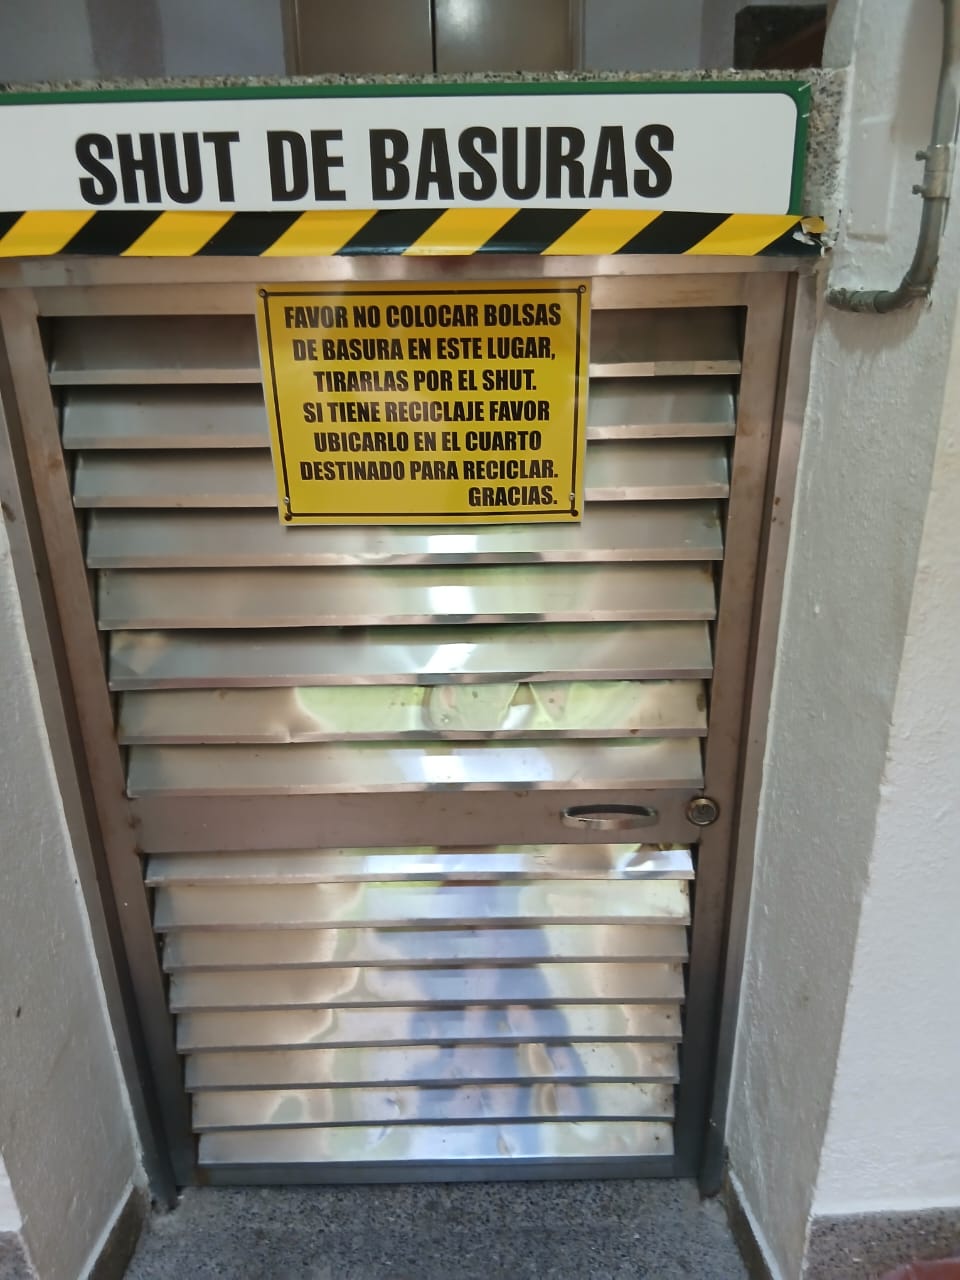 SHUT DE BASURAS
FAVOR NO COLOCAR BOLSAS
DE BASURA EN ESTE LUGAR,
TIRARLAS POR EL SHUT.
SI TIENE RECICLAJE FAVOR
UBICARLO EN EL CUARTO
DESTINADO PARA RECICLAR.
GRACIAS.